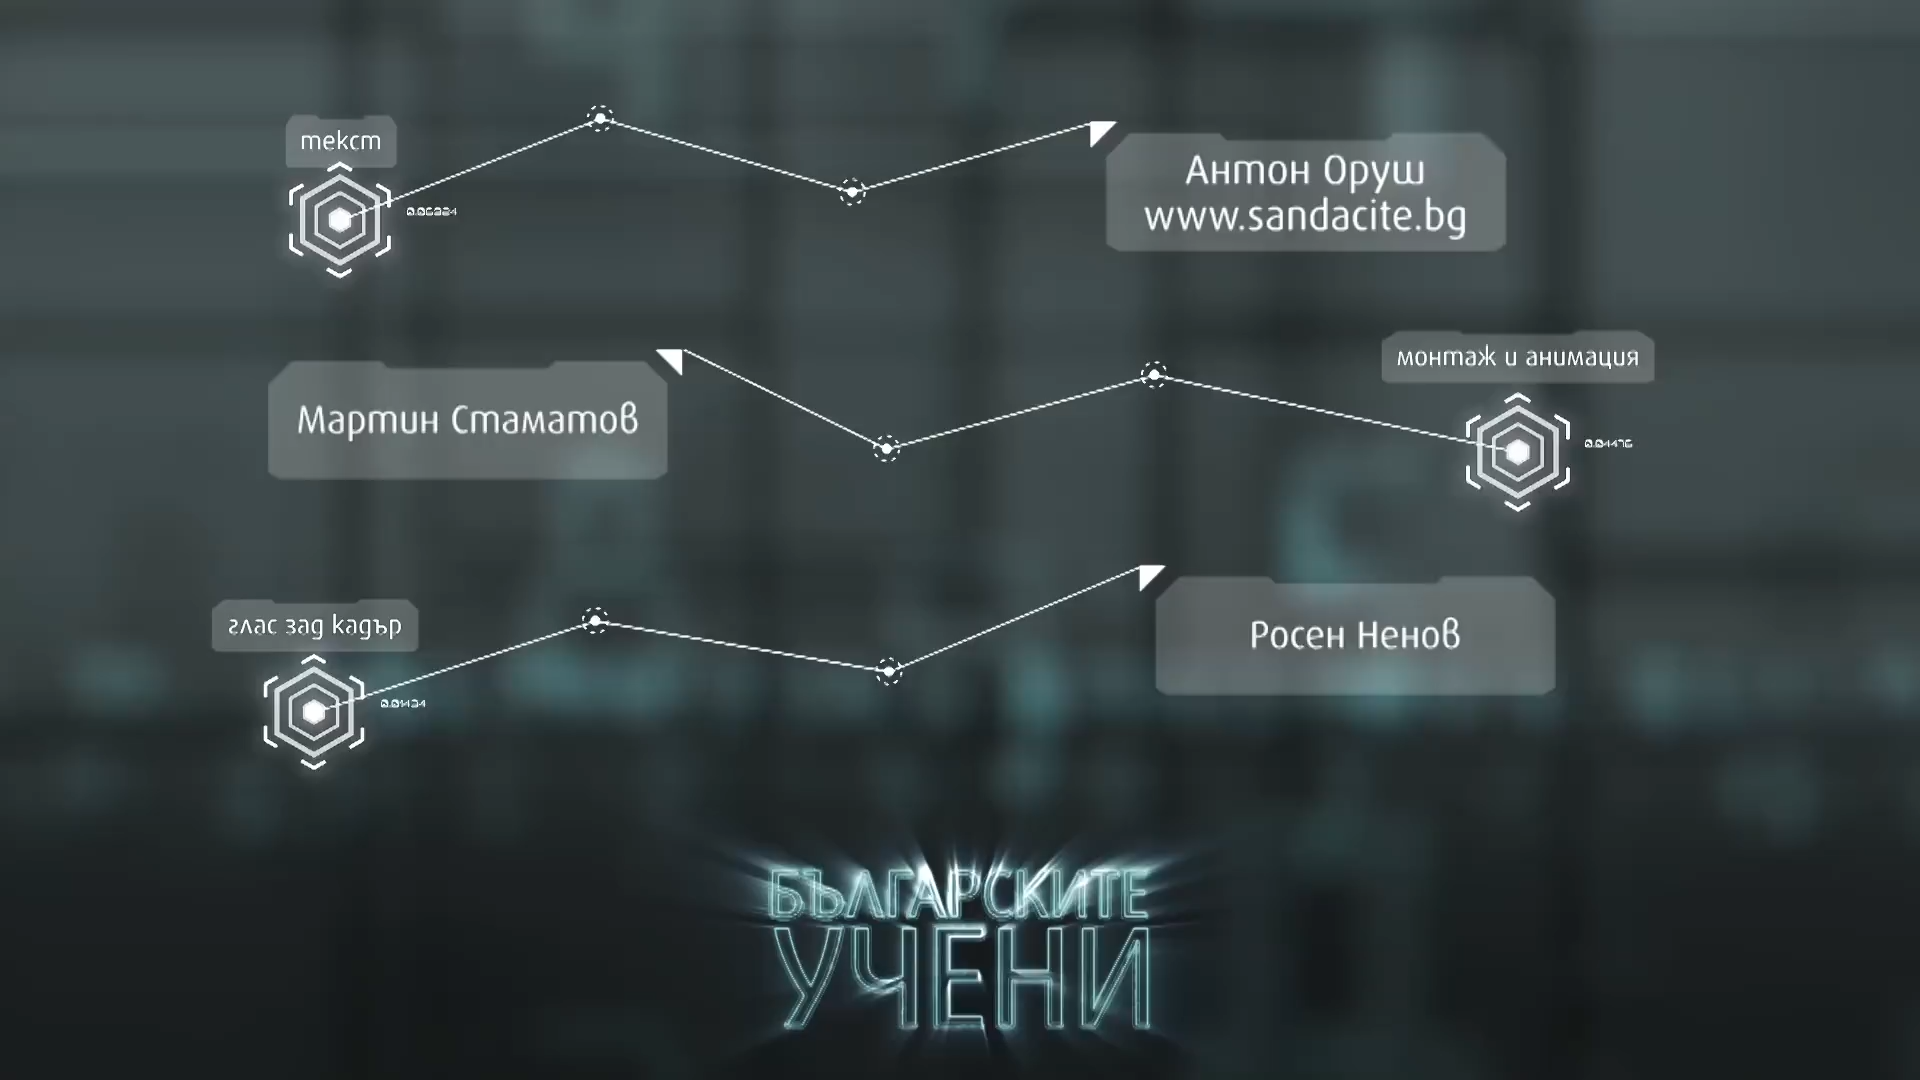 текст
Антон Оруш
www.sandacite.bg
монтаж и анимация
Мартин Стаматов
глас зад кадър
Росен Ненов
БЪЛГАРСКИТЕ
УЧЕНИ